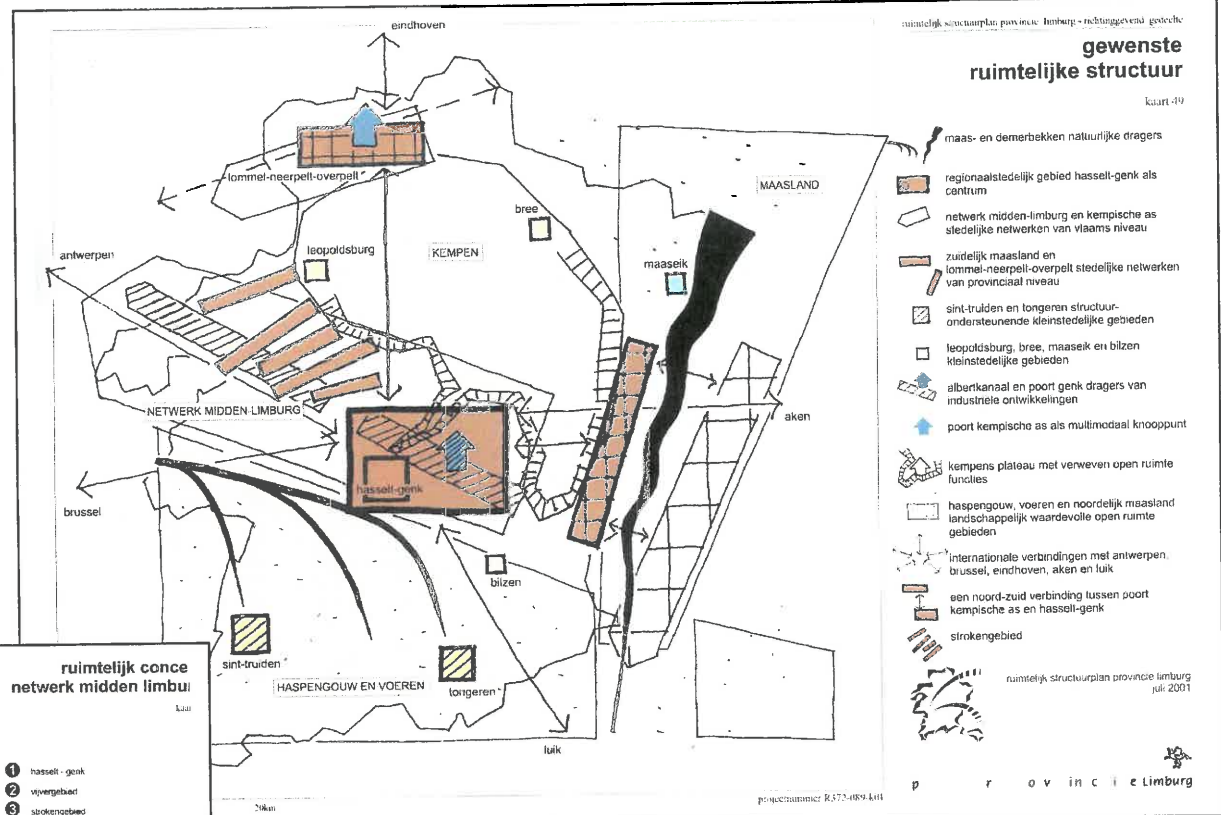 ruimtelijk structuurplan provincie limburg - richtinggevend gedeelte
gewenste
ruimtelijke structuur
kaart 49
eindhoven
lommel-neerpelt-overpelt
MAASLAND
bree
antwerpen
leopoldsburg
KEMPEN
maaseik
NETWERK MIDDEN-LIMBURG
aken
hasselt-genk
brussel
bilzen
sint-truiden
HASPENGOUW EN VOEREN
tongeren
luik
maas- en demerbekken natuurlijke dragers
regionaalstedelijk gebied hasselt-genk als
centrum
netwerk midden-limburg en kempische as
stedelijke netwerken van vlaams niveau
zuidelijk maasland en
lommel-neerpelt-overpelt stedelijke netwerken
van provinciaal niveau
sint-truiden en tongeren structuur-
ondersteunende kleinstedelijke gebieden
leopoldsburg, bree, maaseik en bilzen
kleinstedelijke gebieden
albertkanaal en poort genk dragers van
industriele ontwikkelingen
poort kempische as als multimodaal knooppunt
kempens plateau met verweven open ruimte
functies
haspengouw, voeren en noordelijk maasland
landschappelijk waardevolle open ruimte
gebieden
internationale verbindingen met antwerpen,
brussel, eindhoven, aken en luik
een noord-zuid verbinding tussen poort
kempische as en hasselt-genk
strokengebied
ruimtelijk structuurplan provincie limburg
juli 2001
provincie Limburg
ruimtelijk conce
netwerk midden limbu
kaar
1 hasselt - genk
2 vijvergebied
3 strokengebied
20km
projectnummer R372-089-k01